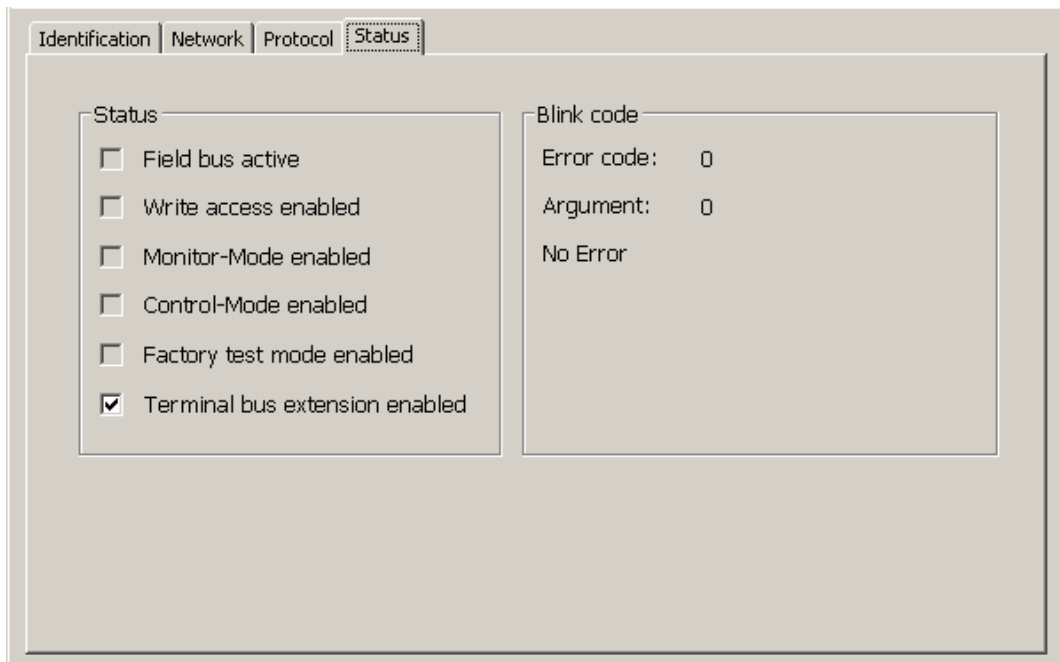 Identification Network Protocol Status
Status
Field bus active
Write access enabled
Monitor-Mode enabled
Control-Mode enabled
Factory test mode enabled
Terminal bus extension enabled
Blink code
Error code: 0
Argument: 0
No Error